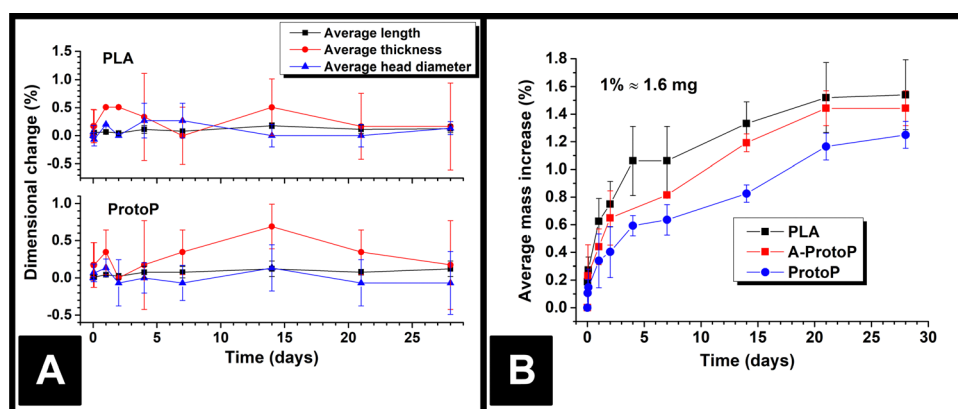 PLA
Average length
Average thickness
Average head diameter
1.5
1.0
0.5
0.0
-0.5
ProtoP
1.0
0.5
0.0
-0.5
Dimensional change (%)
0 5 10 15 20 25
Time (days)
A
1% ≈ 1.6 mg
Average mass increase (%)
1.8
1.6
1.4
1.2
1.0
0.8
0.6
0.4
0.2
0.0
PLA
A-ProtoP
ProtoP
0 5 10 15 20 25 30
Time (days)
B